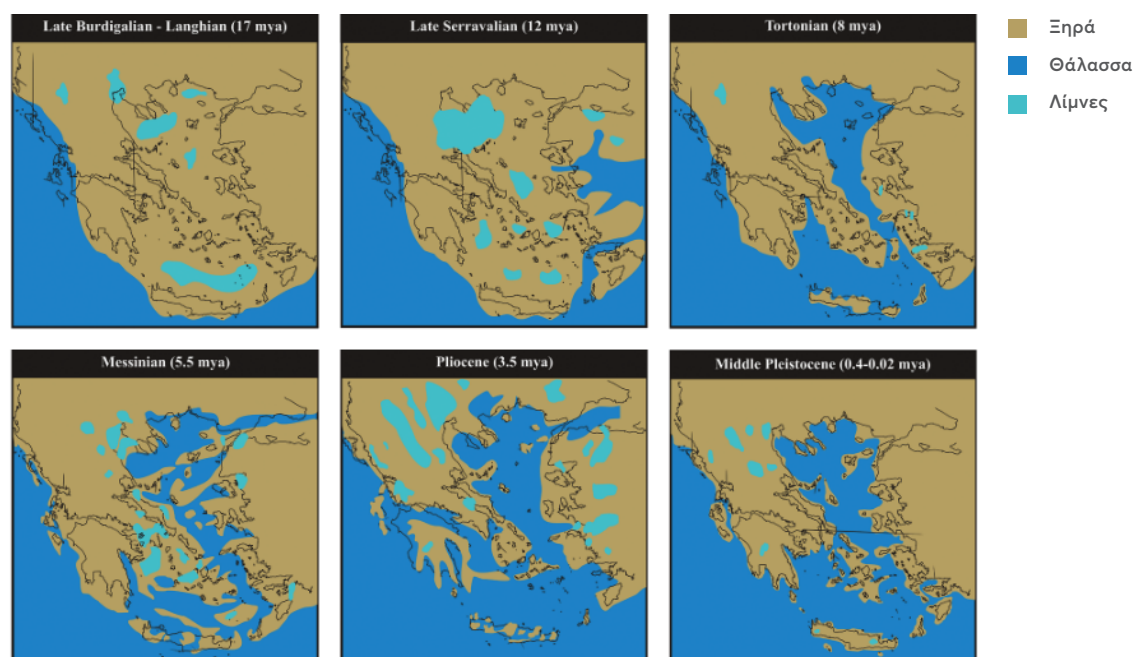 Late Burdigalian - Langhian (17 mya)
Late Serravalian (12 mya)
Tortonian (8 mya)
Ξηρά
Θάλασσα
Λίμνες
Messinian (5.5 mya)
Pliocene (3.5 mya)
Middle Pleistocene (0.4-0.02 mya)